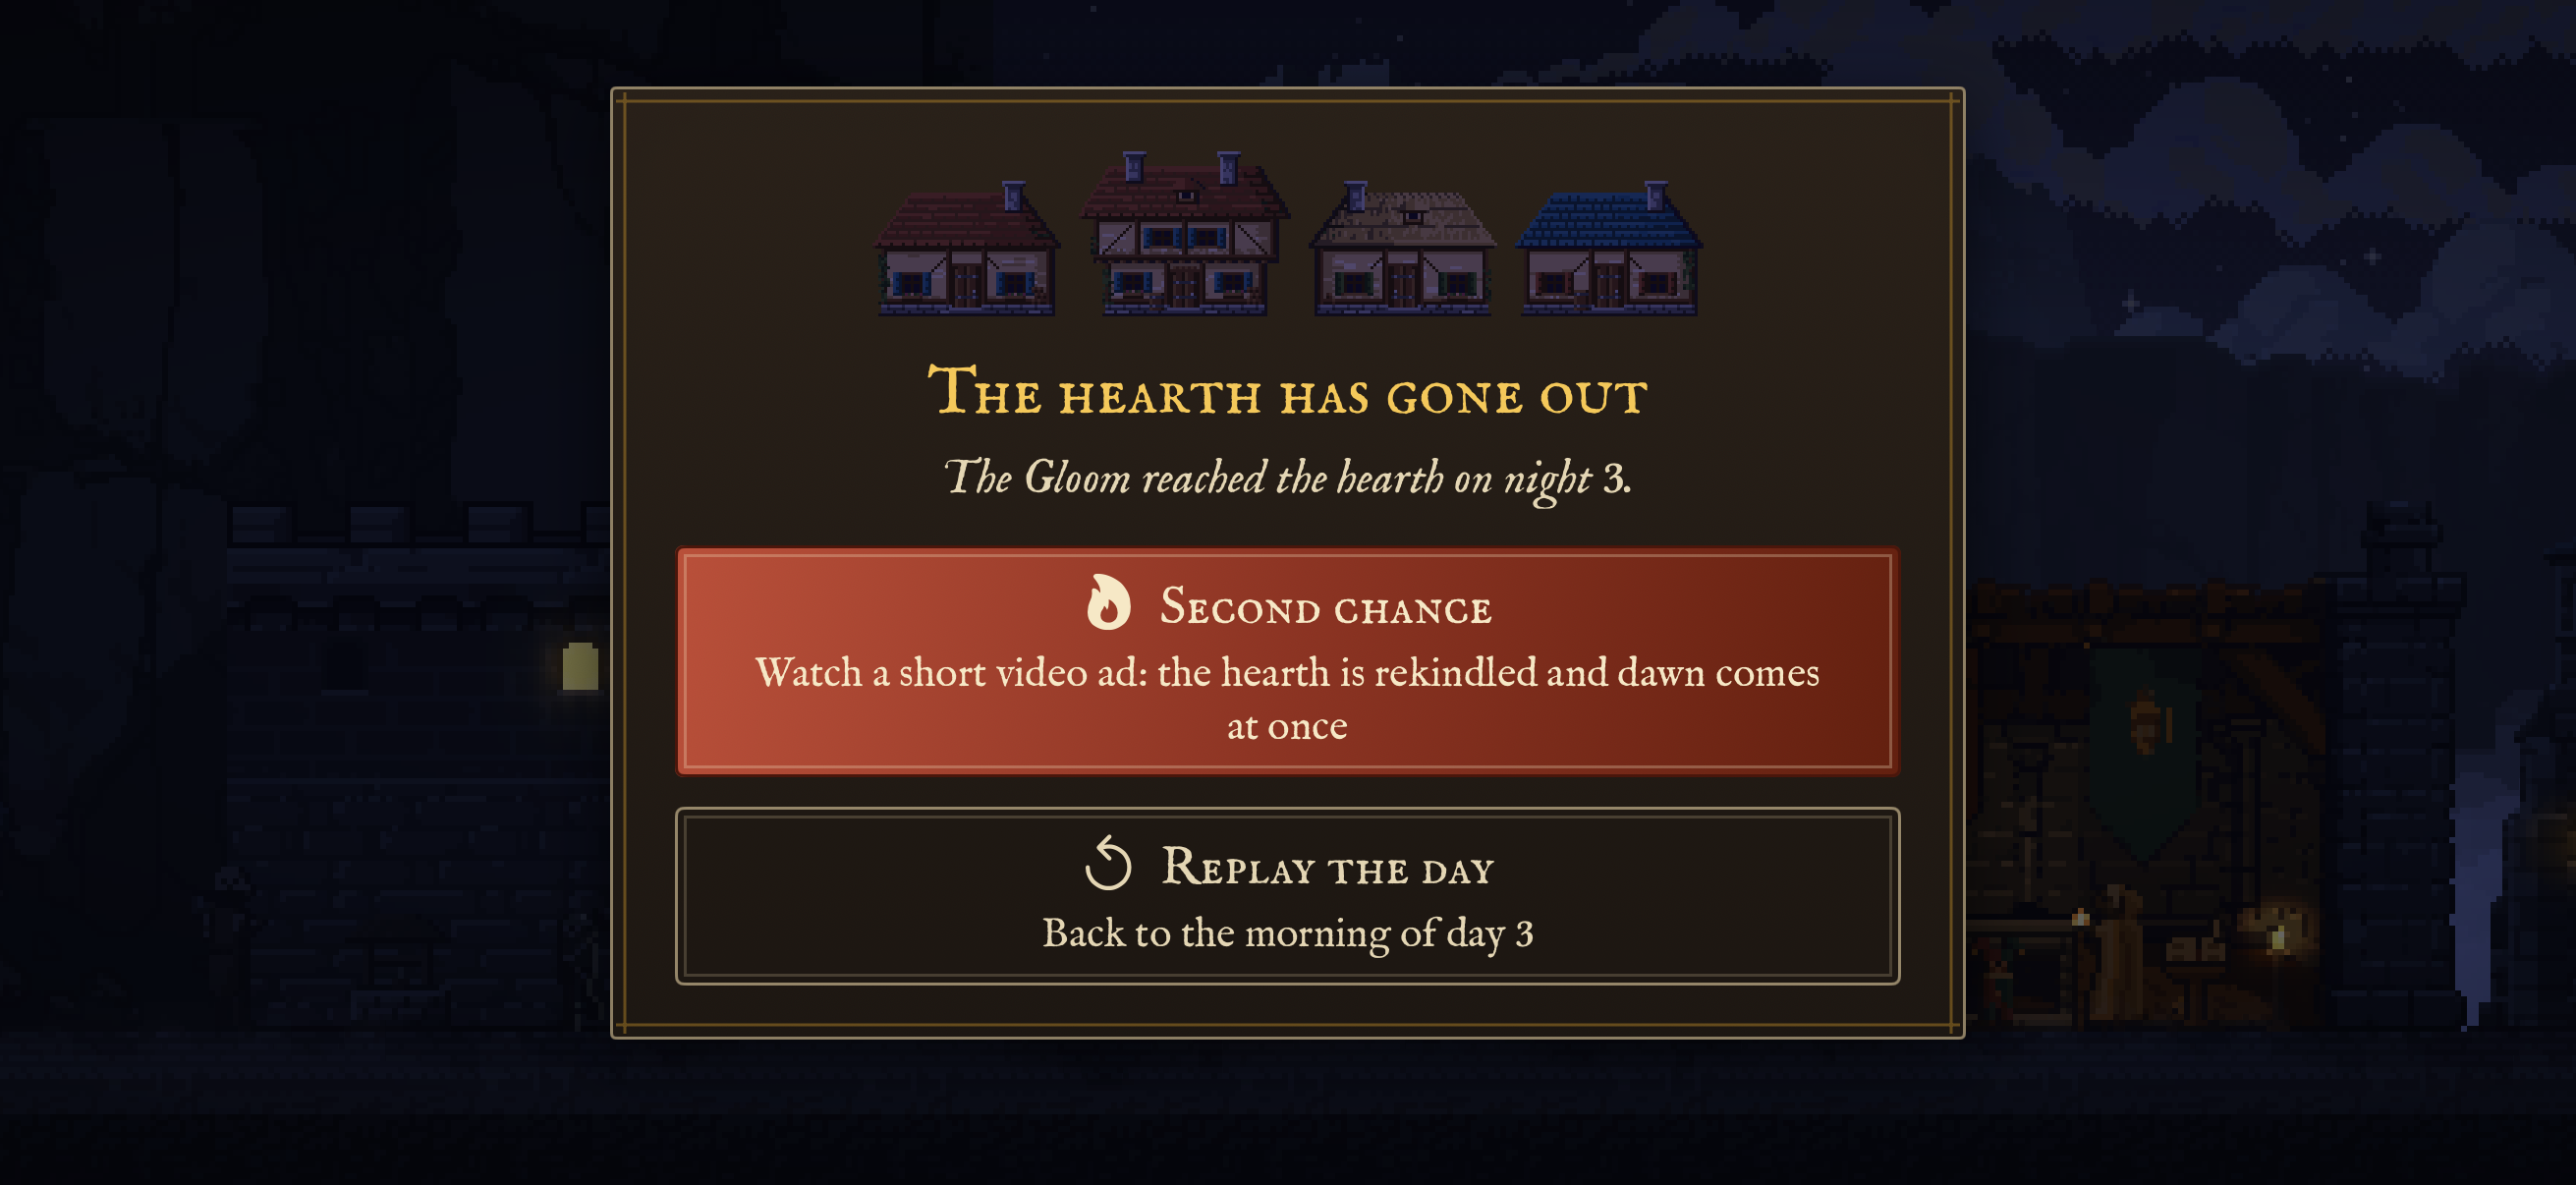 The hearth has gone out
The Gloom reached the hearth on night 3.
Second chance
Watch a short video ad: the hearth is rekindled and dawn comes
at once
Replay the day
Back to the morning of day 3